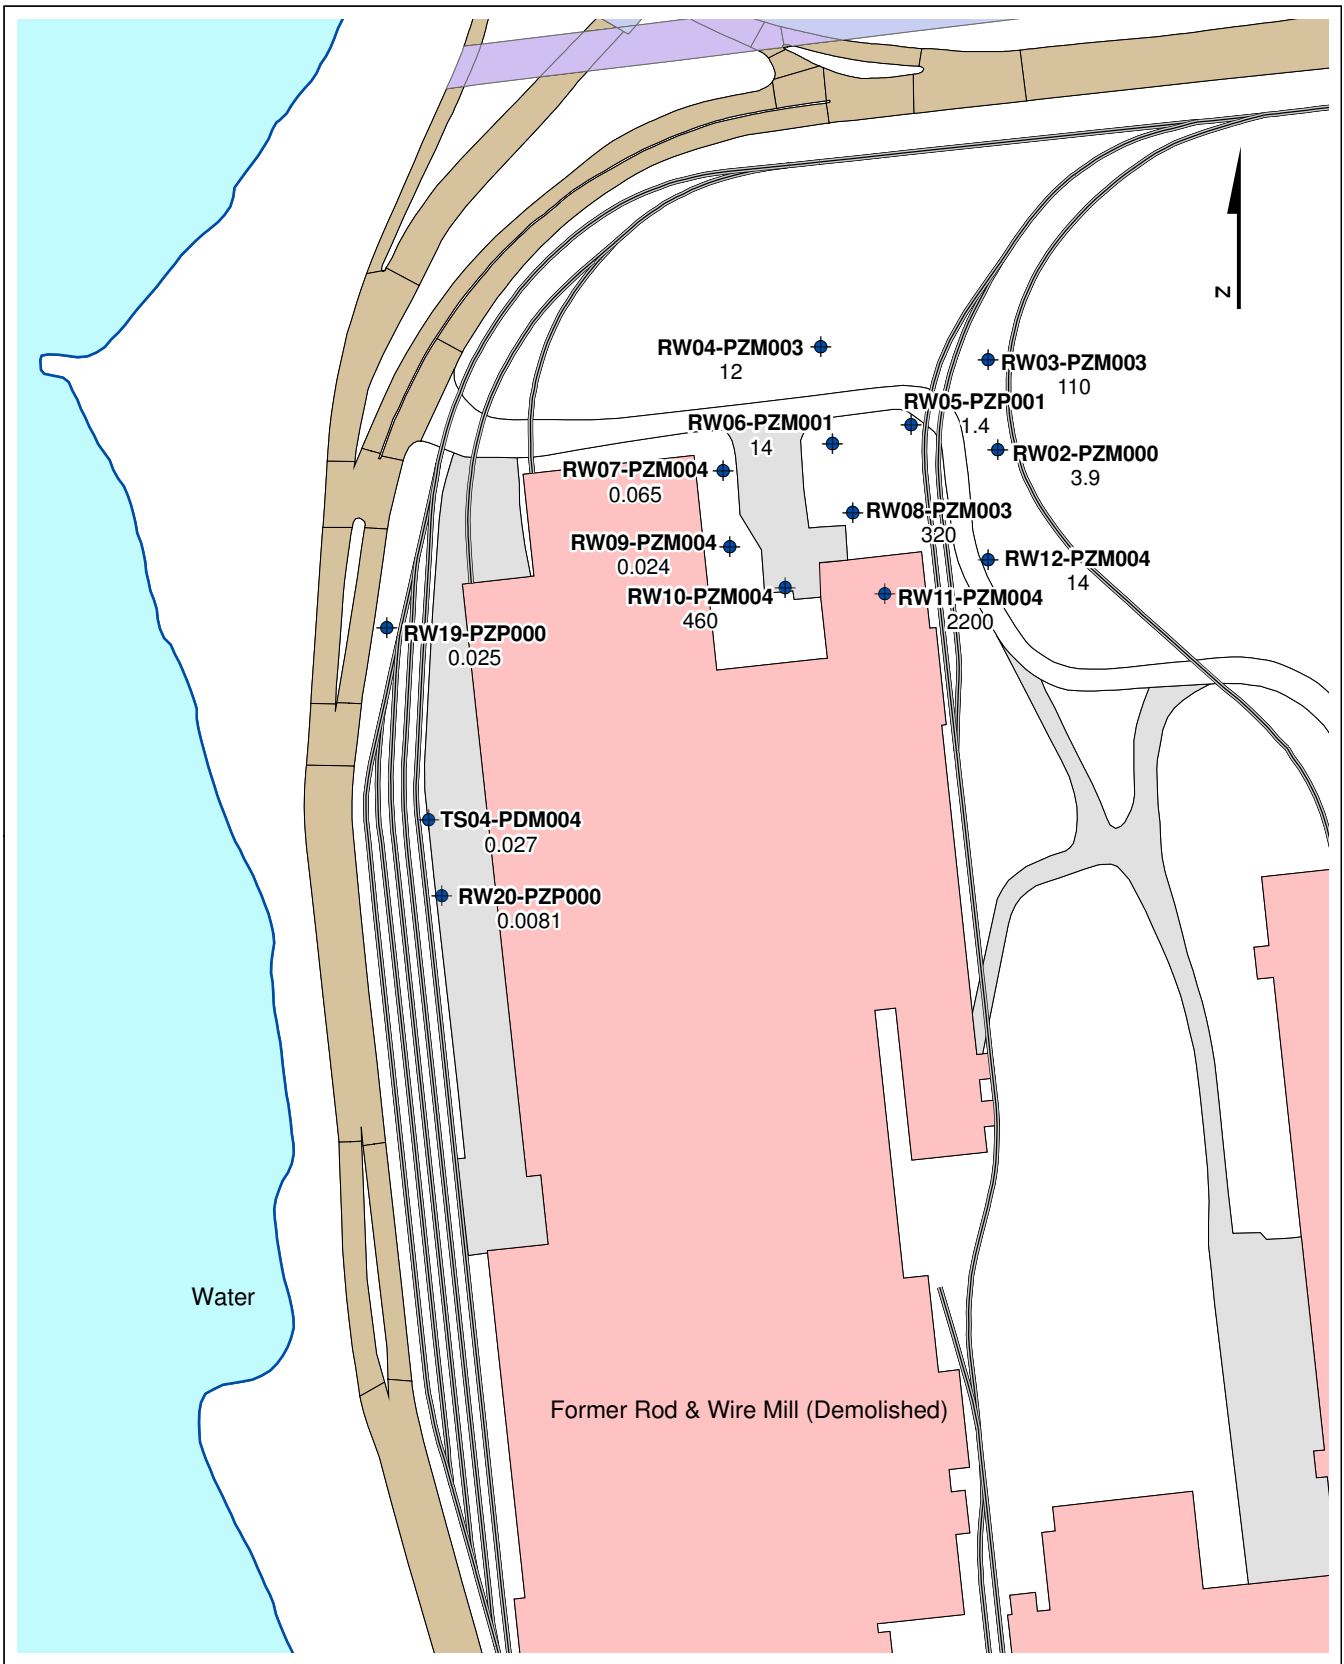 N
RW04-PZM003
12
RW03-PZM003
110
RW05-PZP001
1.4
RW06-PZM001
14
RW02-PZM000
3.9
RW07-PZM004
0.065
RW08-PZM003
320
RW09-PZM004
0.024
RW12-PZM004
14
RW10-PZM004
460
RW11-PZM004
2200
RW19-PZP000
0.025
TS04-PDM004
0.027
RW20-PZP000
0.0081
Water
Former Rod & Wire Mill (Demolished)